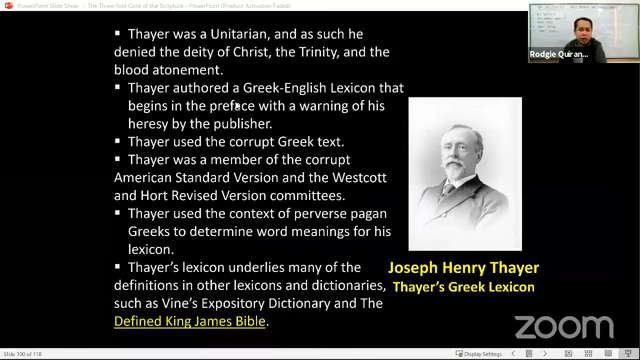 PowerPoint Slide Show - The Three-fold Card of the Scripture - PowerPoint (Product Activation Failed)
Rodgie Quiran...
▪ Thayer was a Unitarian, and as such he
denied the deity of Christ, the Trinity, and the
blood atonement.
▪ Thayer authored a Greek-English Lexicon that
begins in the preface with a warning of his
heresy by the publisher.
▪ Thayer used the corrupt Greek text.
▪ Thayer was a member of the corrupt
American Standard Version and the Westcott
and Hort Revised Version committees.
▪ Thayer used the context of perverse pagan
Greeks to determine word meanings for his
lexicon.
▪ Thayer's lexicon underlies many of the
definitions in other lexicons and dictionaries,
such as Vine's Expository Dictionary and The
Defined King James Bible.
Joseph Henry Thayer
Thayer's Greek Lexicon
zoom
Slide 100 of 118
Display Settings